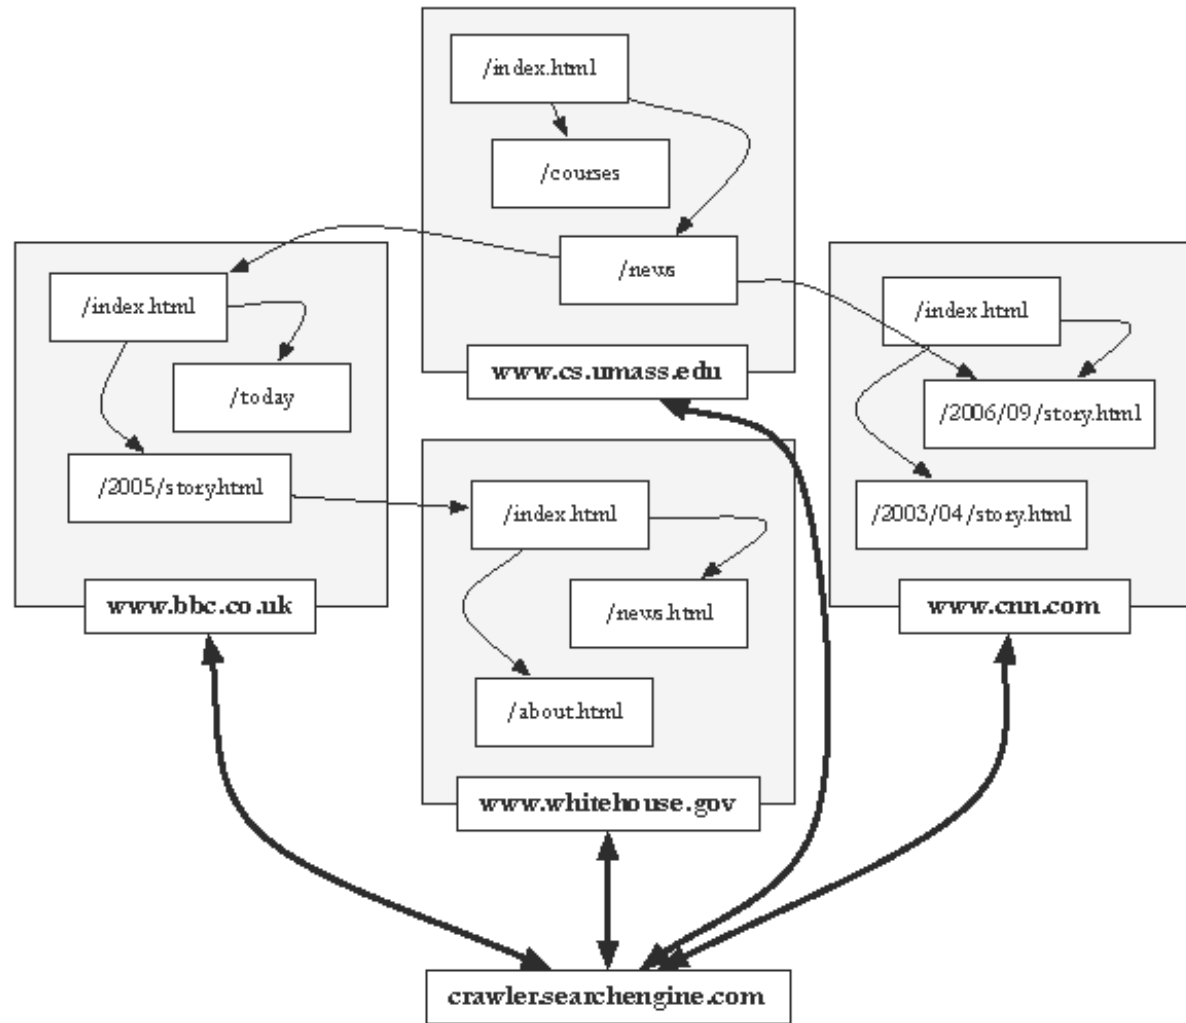 /index.html
/courses
/news
www.cs.umass.edu
/index.html
/today
/2005/story.html
www.bbc.co.uk
/index.html
/2006/09/story.html
/2003/04/story.html
www.cnn.com
/index.html
/news.html
/about.html
www.whitehouse.gov
crawler.searchengine.com